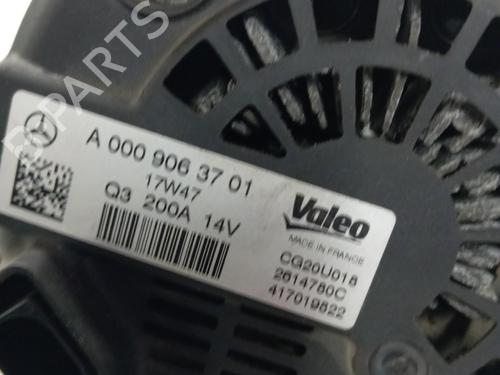 A 000 906 37 01
17W47
Q3 200A 14V
Valeo
MADE IN FRANCE
CG20U018
2614780C
417019822
B-PARTS